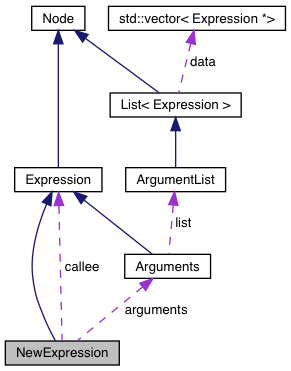 Node
std::vector< Expression *>
data
List< Expression >
Expression
ArgumentList
list
callee
Arguments
arguments
NewExpression